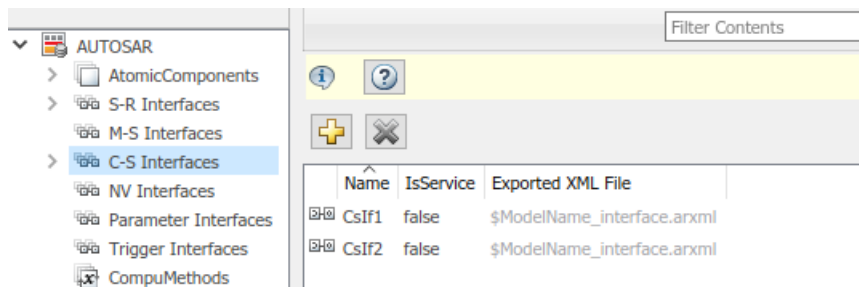 Filter Contents
AUTOSAR
AtomicComponents
S-R Interfaces
M-S Interfaces
C-S Interfaces
NV Interfaces
Parameter Interfaces
Trigger Interfaces
CompuMethods
Name IsService Exported XML File
CsIf1 false $ModelName_interface.arxml
CsIf2 false $ModelName_interface.arxml